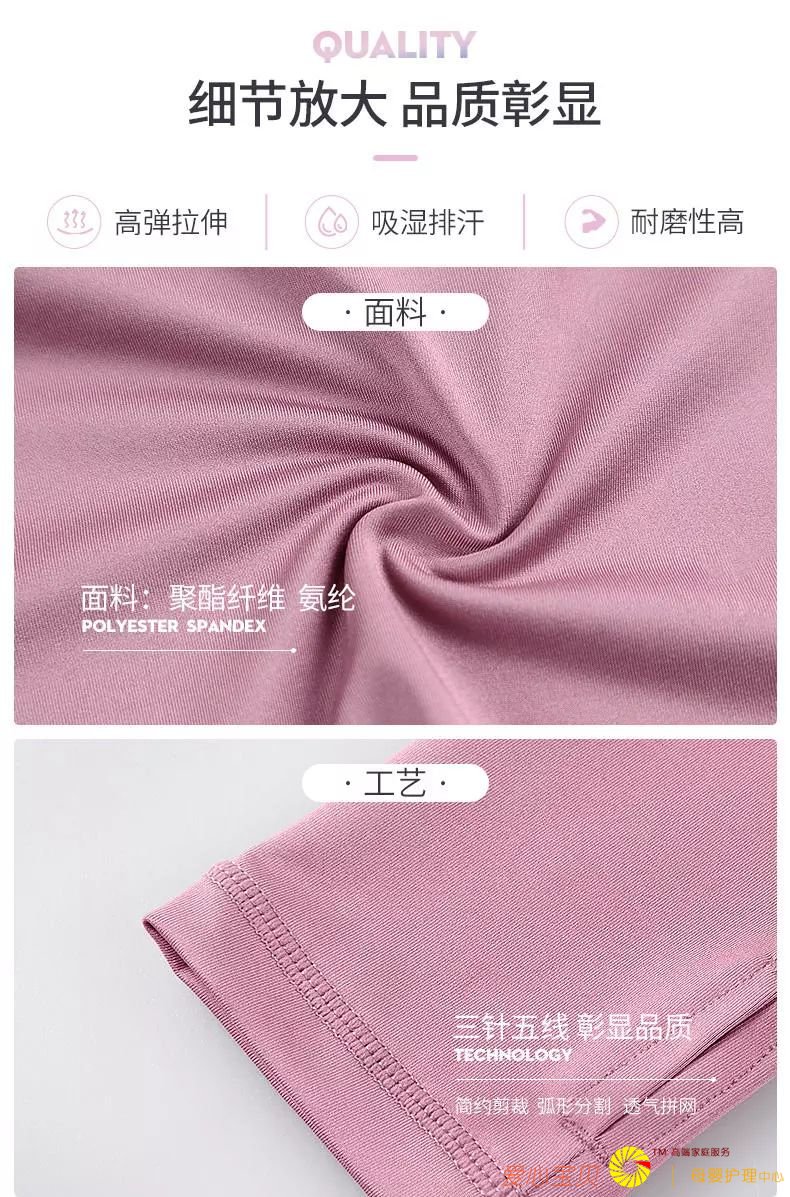 QUALITY
细节放大 品质彰显
高弹拉伸
吸湿排汗
耐磨性高
· 面料 ·
面料：聚酯纤维 氨纶
POLYESTER SPANDEX
· 工艺 ·
三针五线 彰显品质
TECHNOLOGY
简约剪裁 弧形分割 透气拼网
爱心宝贝
TM 高端家庭服务
母婴护理中心